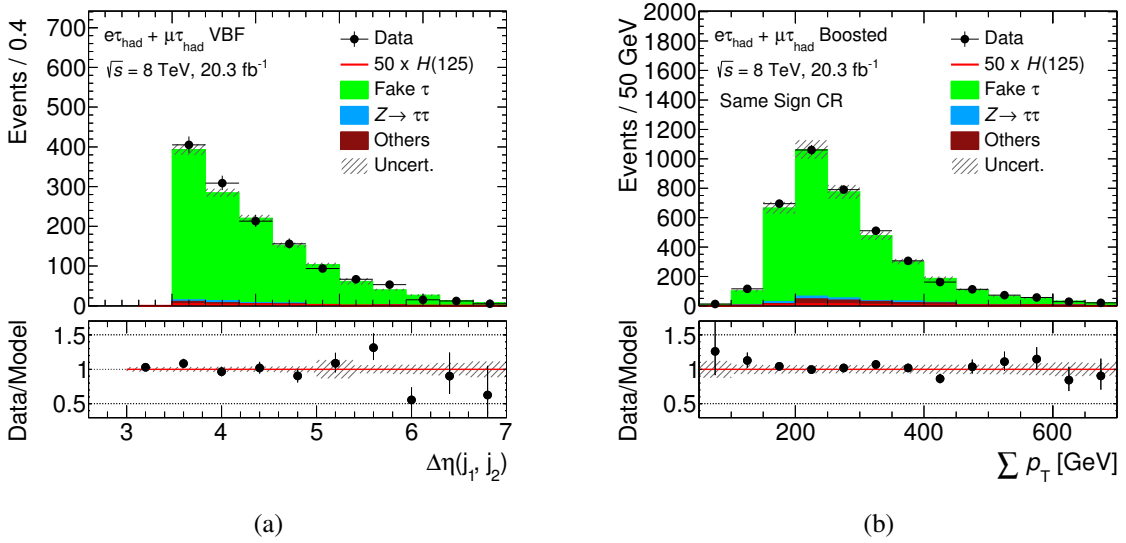 Events / 0.4
700
600
500
400
300
200
100
0
eτhad + μτhad VBF
√s = 8 TeV, 20.3 fb-1
Data
50 x H(125)
Fake τ
Z→ ττ
Others
Uncert.
Data/Model
1.5
1
0.5
3 4 5 6 7
Δη(j1, j2)
(a)
Events / 50 GeV
2000
1800
1600
1400
1200
1000
800
600
400
200
0
eτhad + μτhad Boosted
√s = 8 TeV, 20.3 fb-1
Same Sign CR
Data
50 x H(125)
Fake τ
Z→ ττ
Others
Uncert.
Data/Model
1.5
1
0.5
200 400 600
∑ pT [GeV]
(b)